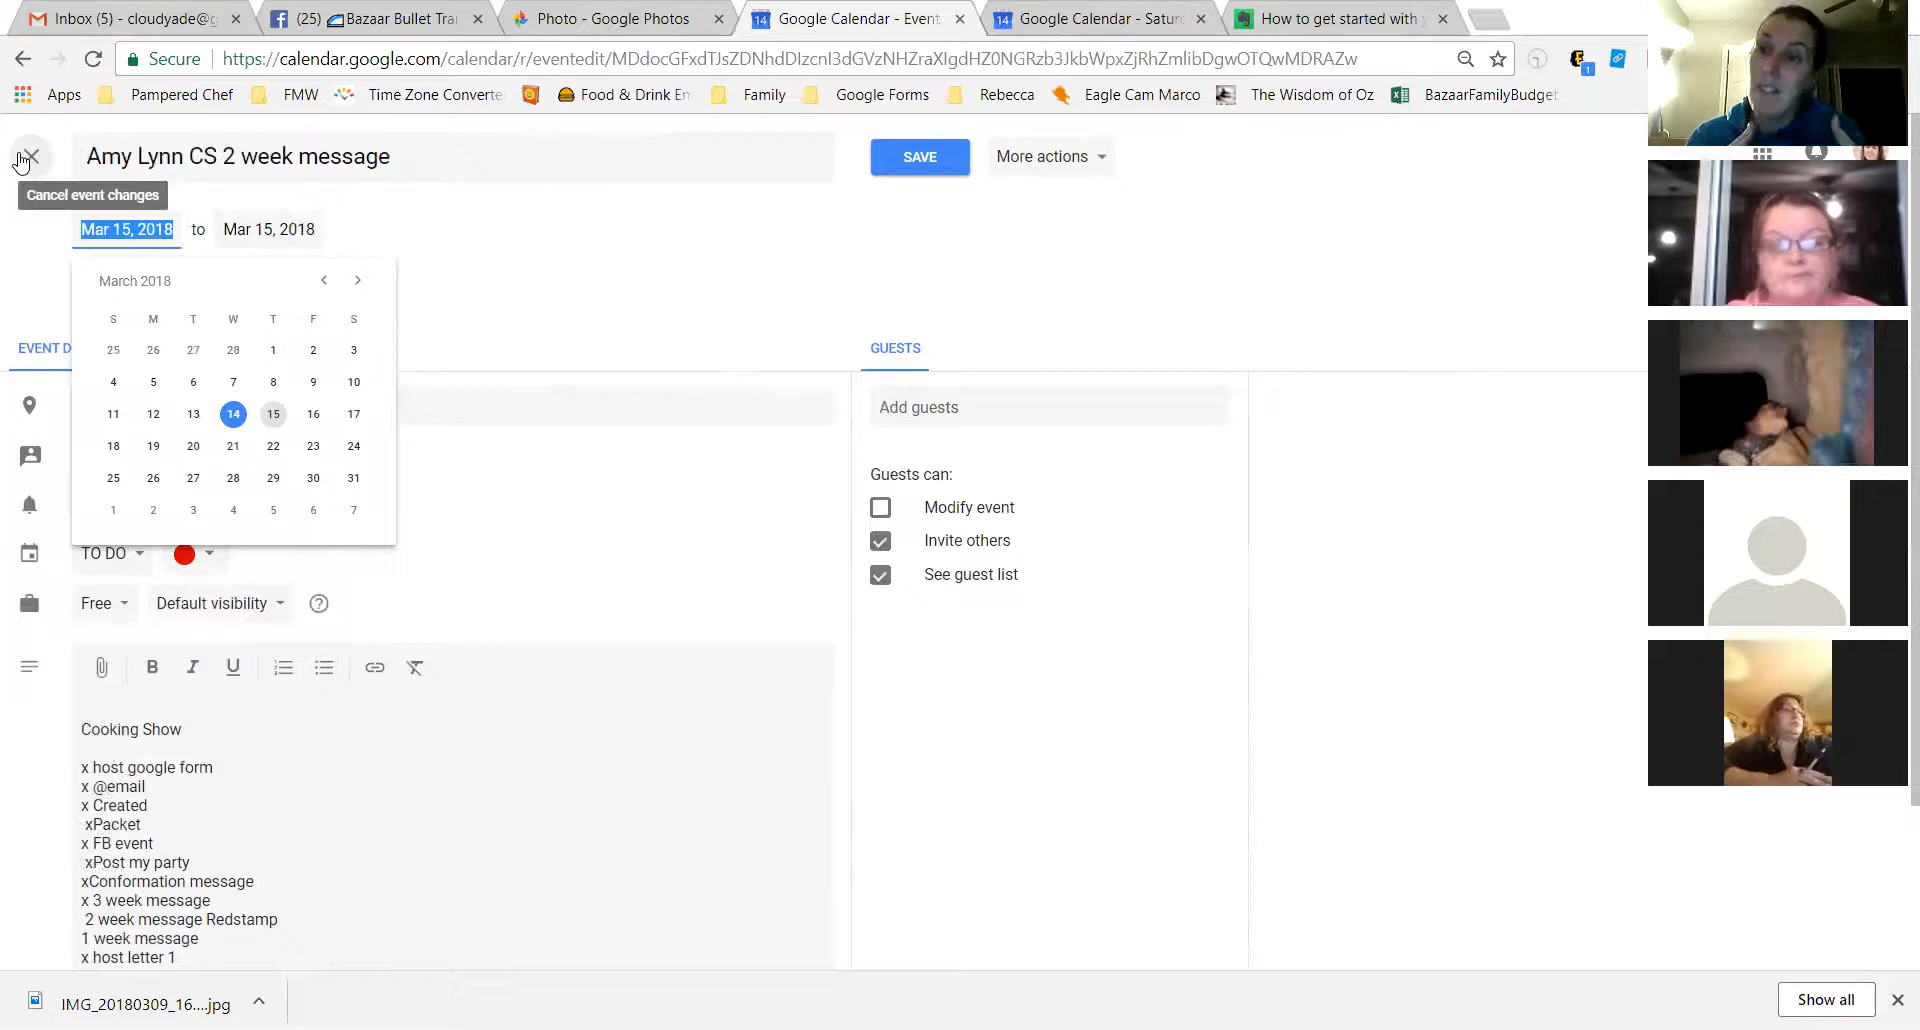 Inbox (5) - cloudyade@g
(25) Bazaar Bullet Tra
Photo - Google Photos
14 Google Calendar - Event
14 Google Calendar - Satur
How to get started with
Secure https://calendar.google.com/calendar/r/eventedit/MDdocGFxdTJsZDNhdDIzcnI3dGVzNHZraXIgdHZ0NGRzb3JkbWpxZjRhZmlibDgwOTQwMDRAZw
1
Apps Pampered Chef FMW Time Zone Converte Food & Drink Em Family Google Forms Rebecca Eagle Cam Marco The Wisdom of Oz BazaarFamilyBudget
Amy Lynn CS 2 week message
SAVE
More actions
Cancel event changes
Mar 15, 2018 to Mar 15, 2018
March 2018
S M T W T F S
25 26 27 28 1 2 3
4 5 6 7 8 9 10
11 12 13 14 15 16 17
18 19 20 21 22 23 24
25 26 27 28 29 30 31
1 2 3 4 5 6 7
EVENT D
GUESTS
Add guests
Guests can:
Modify event
Invite others
See guest list
TO DO
Free Default visibility
B I U
Cooking Show
x host google form
x @email
x Created
xPacket
x FB event
xPost my party
xConformation message
x 3 week message
2 week message Redstamp
1 week message
x host letter 1
IMG_20180309_16....jpg
Show all